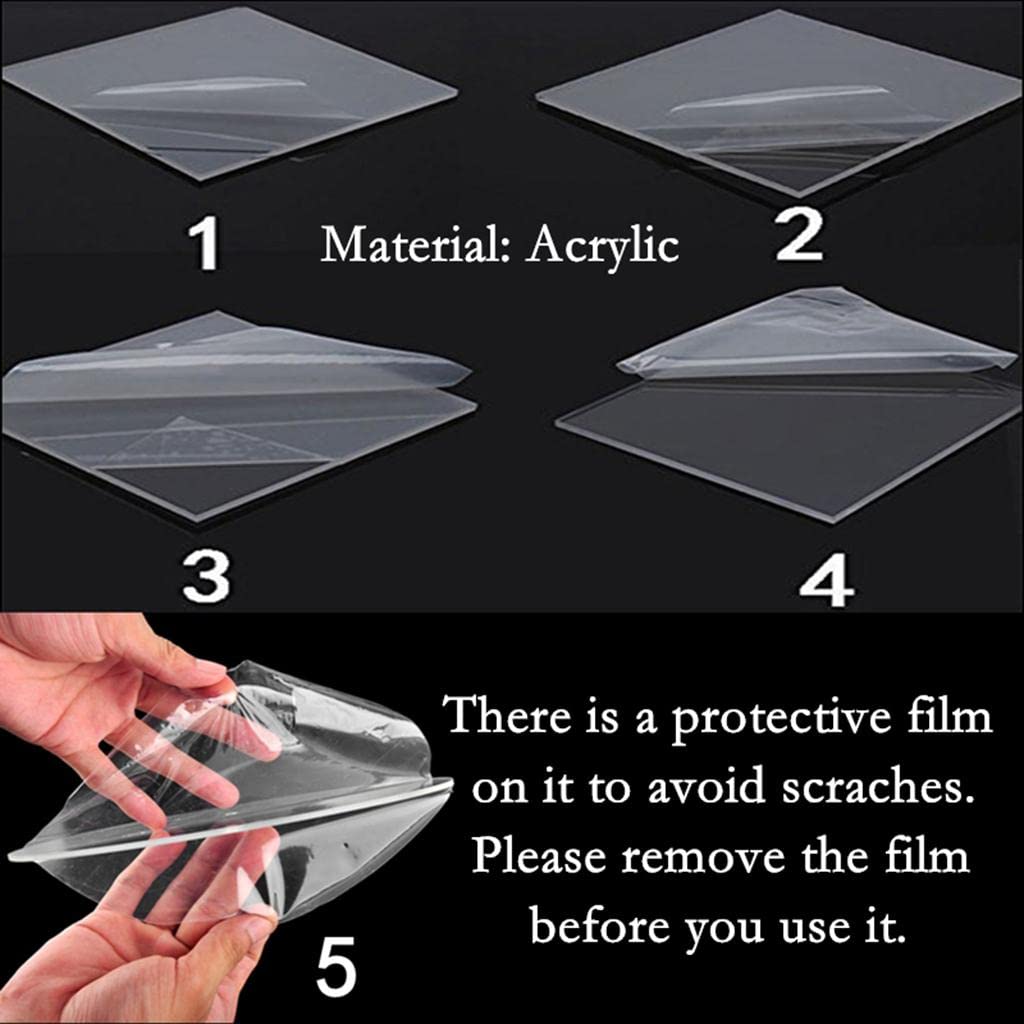 1
2
Material: Acrylic
3
4
There is a protective film
on it to avoid scraches.
Please remove the film
before you use it.
5